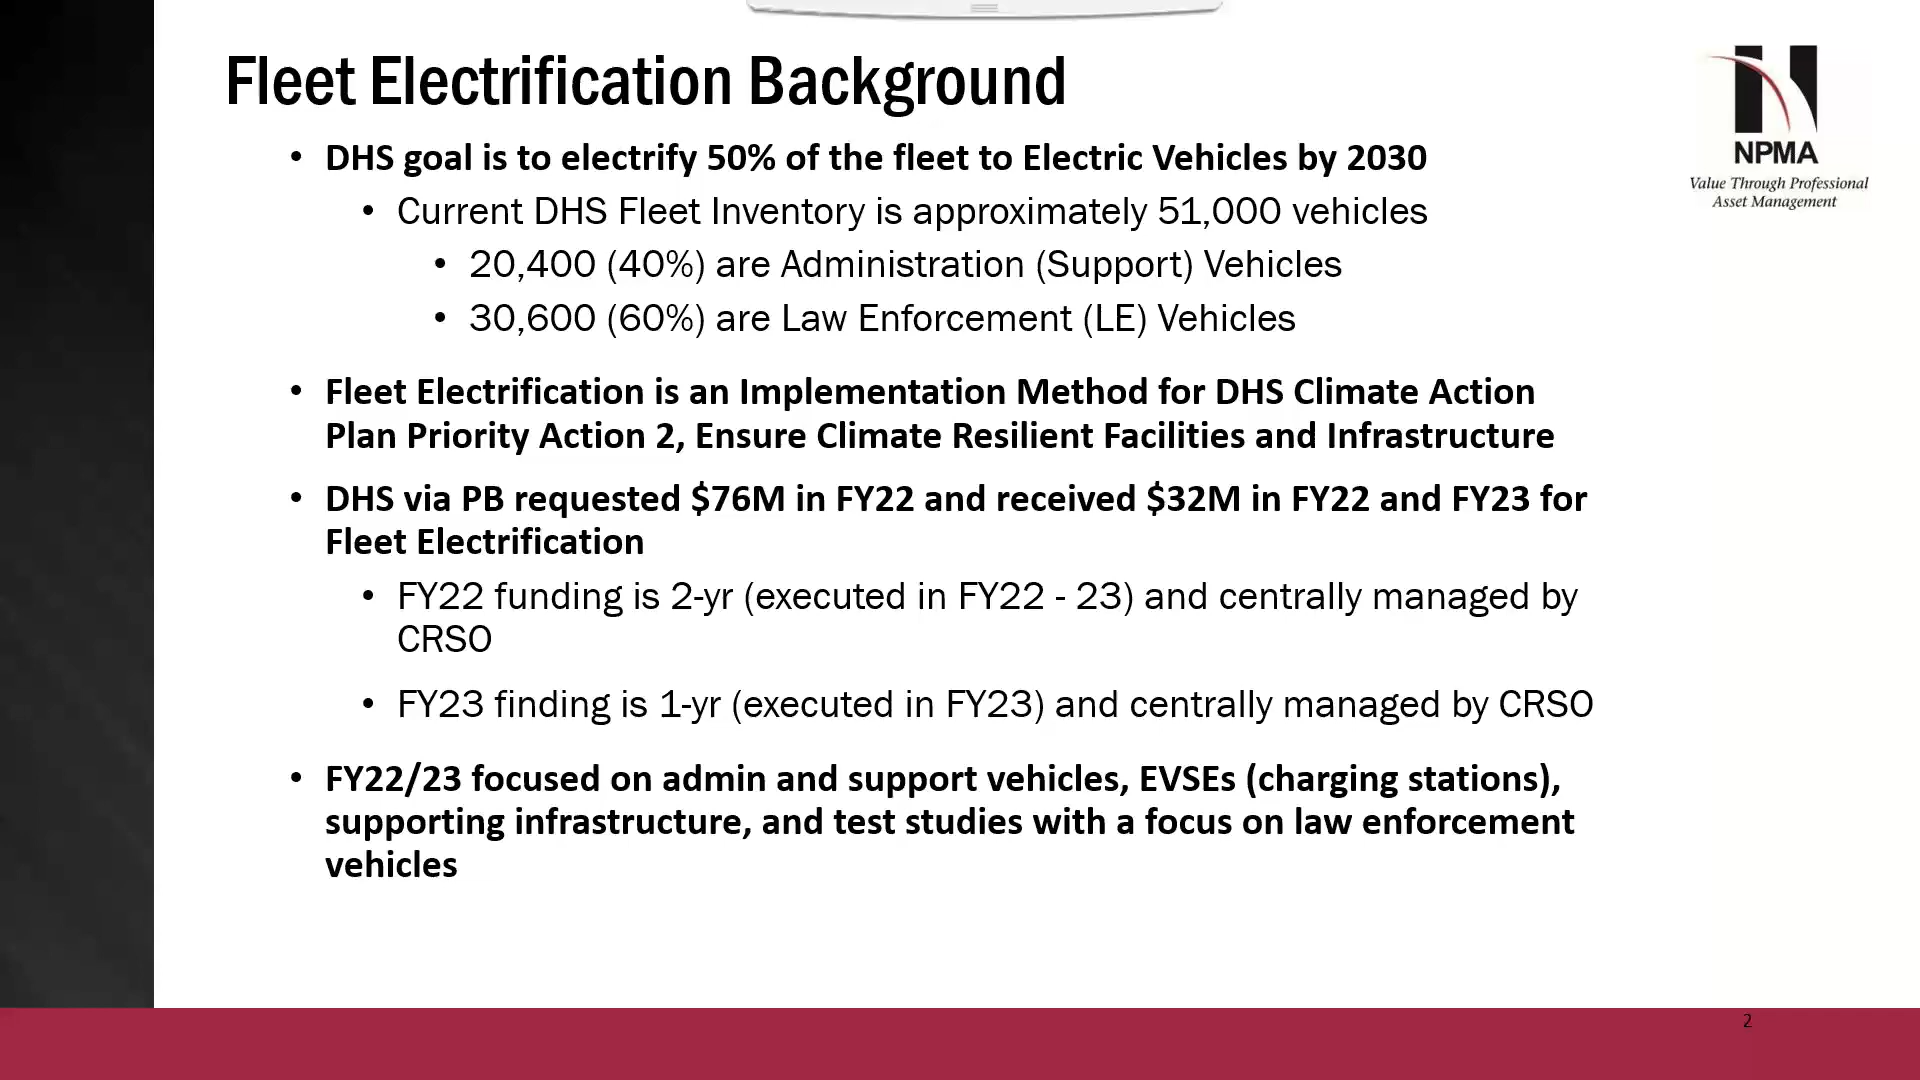 Fleet Electrification Background
NPMA
Value Through Professional
Asset Management
• DHS goal is to electrify 50% of the fleet to Electric Vehicles by 2030
• Current DHS Fleet Inventory is approximately 51,000 vehicles
• 20,400 (40%) are Administration (Support) Vehicles
• 30,600 (60%) are Law Enforcement (LE) Vehicles
• Fleet Electrification is an Implementation Method for DHS Climate Action
Plan Priority Action 2, Ensure Climate Resilient Facilities and Infrastructure
• DHS via PB requested $76M in FY22 and received $32M in FY22 and FY23 for
Fleet Electrification
• FY22 funding is 2-yr (executed in FY22 - 23) and centrally managed by
CRSO
• FY23 finding is 1-yr (executed in FY23) and centrally managed by CRSO
• FY22/23 focused on admin and support vehicles, EVSEs (charging stations),
supporting infrastructure, and test studies with a focus on law enforcement
vehicles
2